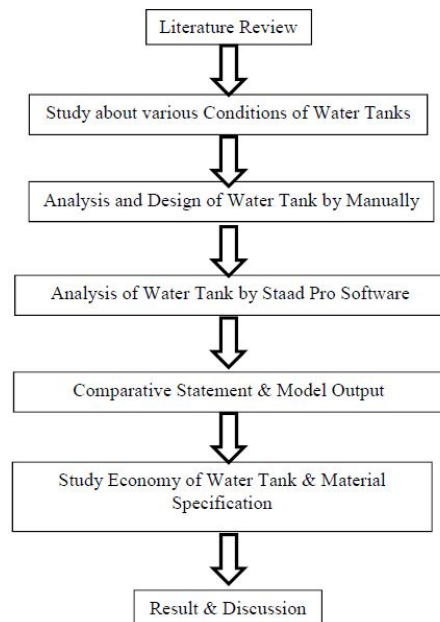 Literature Review
Study about various Conditions of Water Tanks
Analysis and Design of Water Tank by Manually
Analysis of Water Tank by Staad Pro Software
Comparative Statement & Model Output
Study Economy of Water Tank & Material
Specification
Result & Discussion